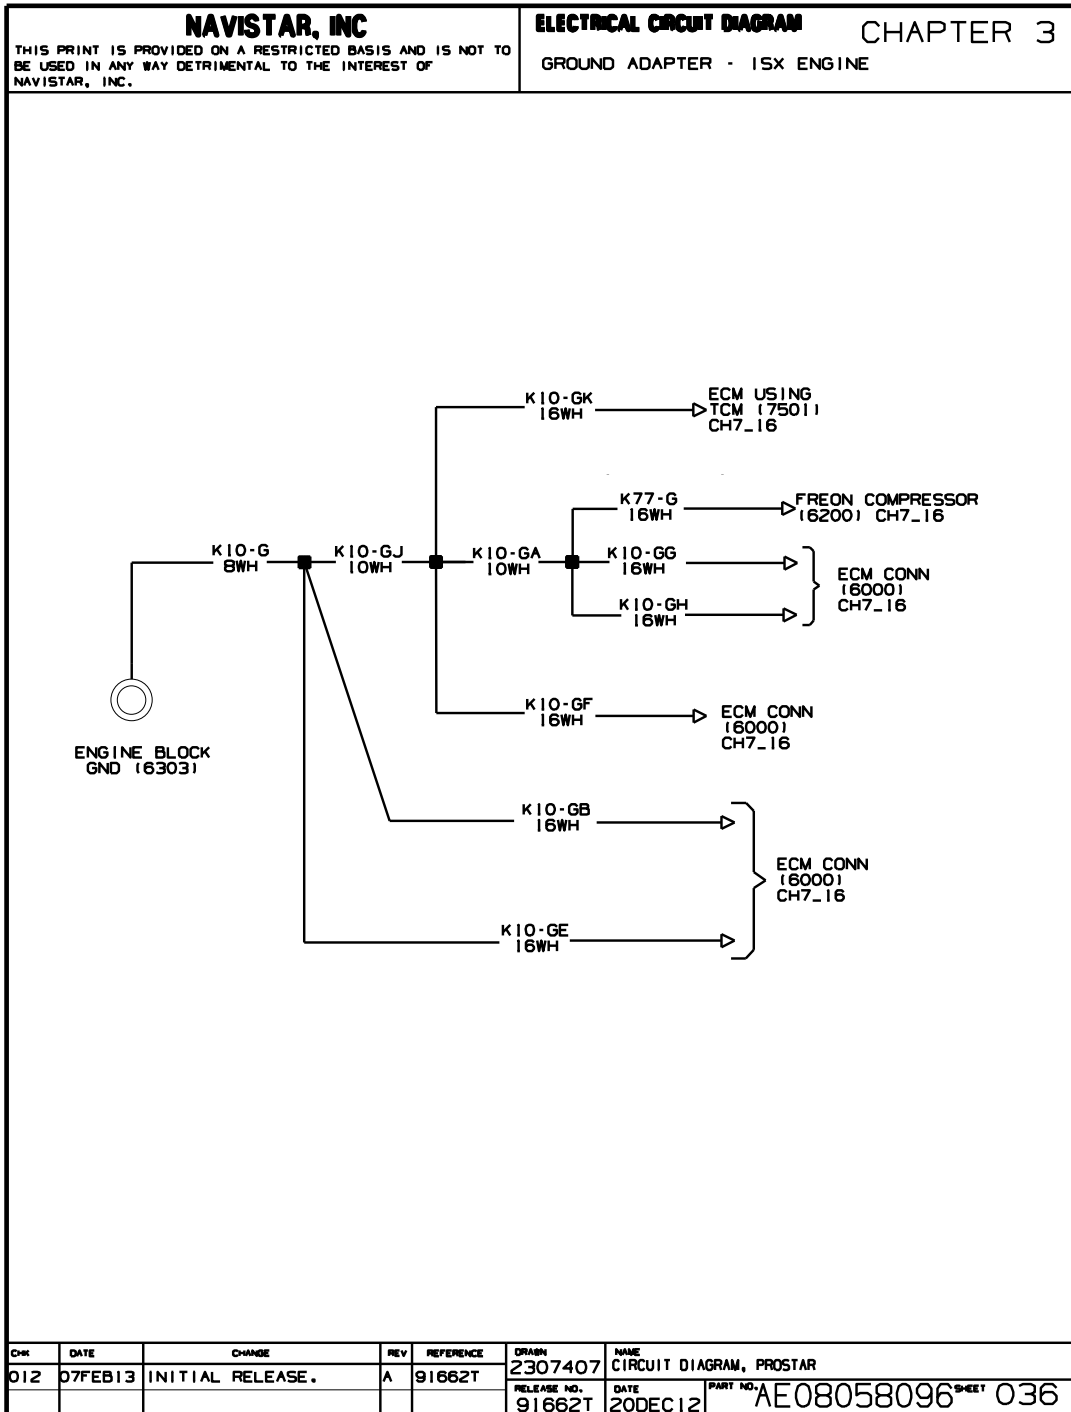 NAVISTAR, INC
THIS PRINT IS PROVIDED ON A RESTRICTED BASIS AND IS NOT TO
BE USED IN ANY WAY DETRIMENTAL TO THE INTEREST OF
NAVISTAR, INC.
ELECTRICAL CIRCUIT DIAGRAM
CHAPTER 3
GROUND ADAPTER - ISX ENGINE
K10-GK
16WH
ECM USING
TCM (7501)
CH7_16
K77-G
16WH
FREON COMPRESSOR
(6200) CH7_16
K10-G
8WH
K10-GJ
10WH
K10-GA
10WH
K10-GG
16WH
ECM CONN
(6000)
CH7_16
K10-GH
16WH
K10-GF
16WH
ECM CONN
(6000)
CH7_16
ENGINE BLOCK
GND (6303)
K10-GB
16WH
ECM CONN
(6000)
CH7_16
K10-GE
16WH
CHK DATE CHANGE REV REFERENCE
012 07FEB13 INITIAL RELEASE. A 91662T
DRAWN
2307407
NAME
CIRCUIT DIAGRAM, PROSTAR
RELEASE NO.
91662T
DATE
20DEC12
PART NO. AE08058096 SHEET 036